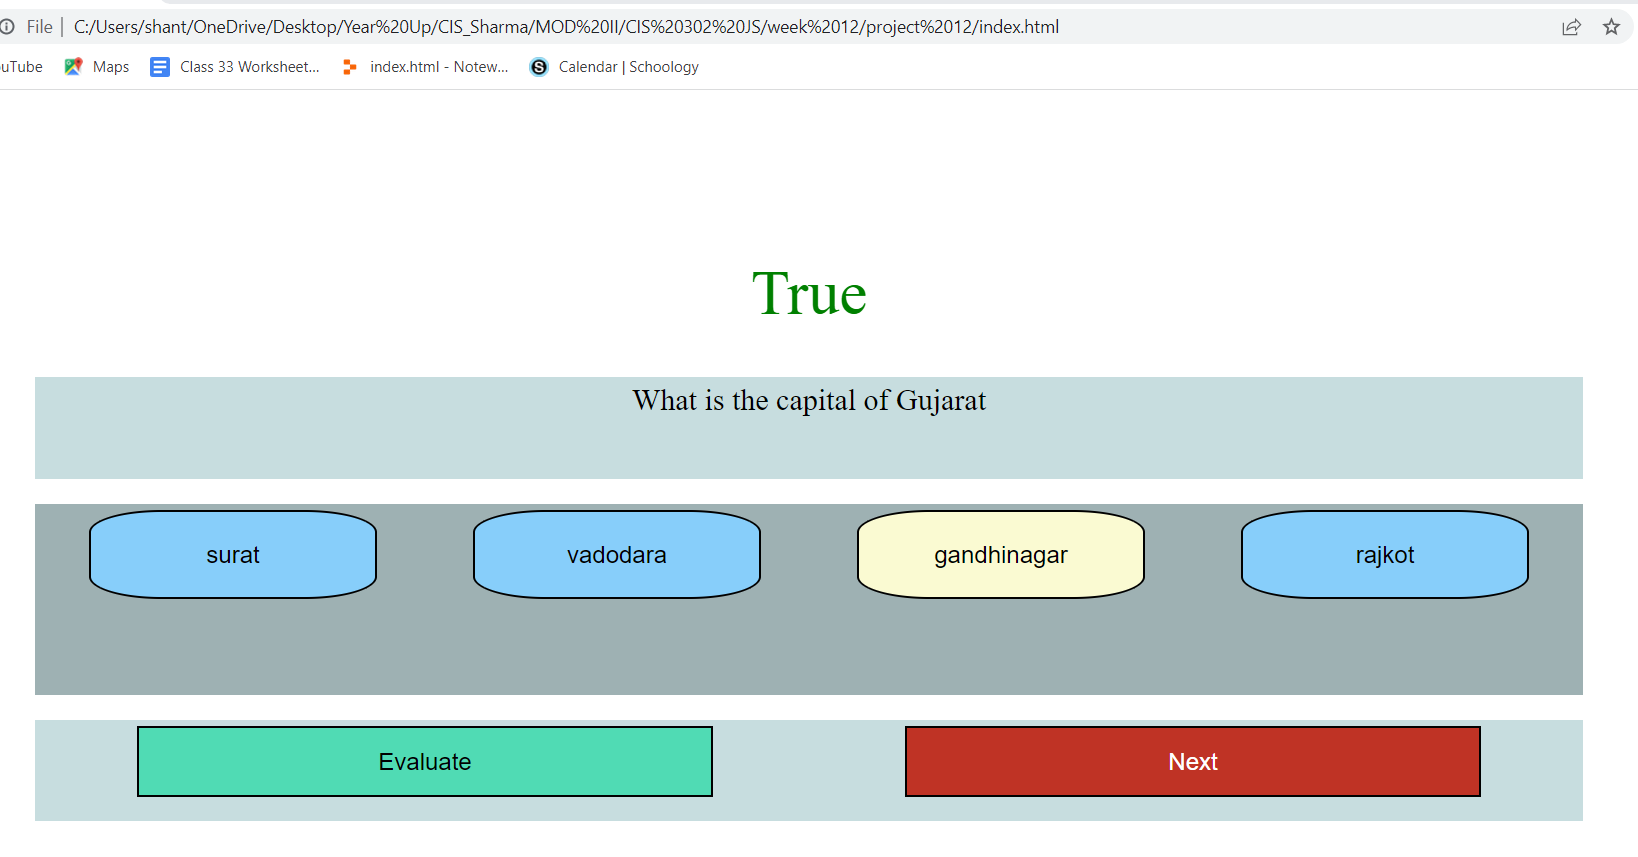 File | C:/Users/shant/OneDrive/Desktop/Year%20Up/CIS_Sharma/MOD%20II/CIS%20302%20JS/week%2012/project%2012/index.html
uTube Maps Class 33 Worksheet... index.html - Notew... S Calendar | Schoology
True
What is the capital of Gujarat
surat vadodara gandhinagar rajkot
Evaluate Next